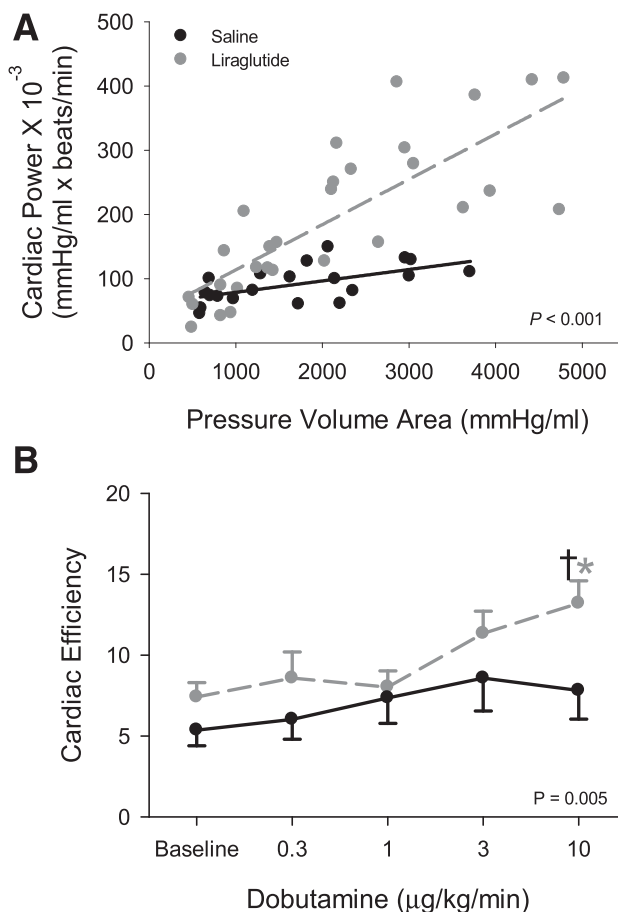 A
Cardiac Power X 10⁻³
(mmHg/ml x beats/min)
500
400
300
200
100
0
Saline
Liraglutide
P < 0.001
0 1000 2000 3000 4000 5000
Pressure Volume Area (mmHg/ml)
B
Cardiac Efficiency
20
15
10
5
0
†*
P = 0.005
Baseline 0.3 1 3 10
Dobutamine (μg/kg/min)